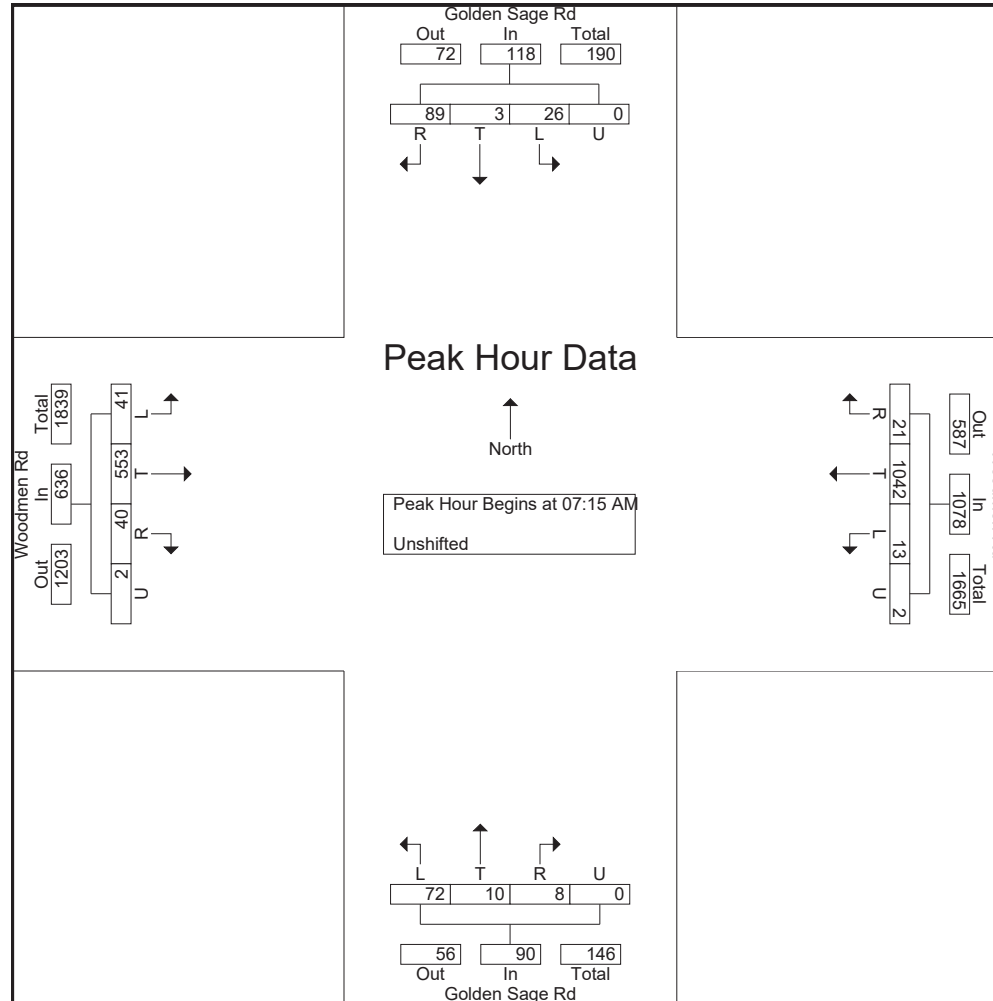 Golden Sage Rd
Out In Total
72 118 190
89 3 26 0
R T L U
Peak Hour Data
North
Peak Hour Begins at 07:15 AM
Unshifted
Woodmen Rd
Total In Out
1839 636 1203
41 553 40 2
L T R U
R T L U
21 1042 13 2
Out In Total
587 1078 1665
L T R U
72 10 8 0
56 90 146
Out In Total
Golden Sage Rd